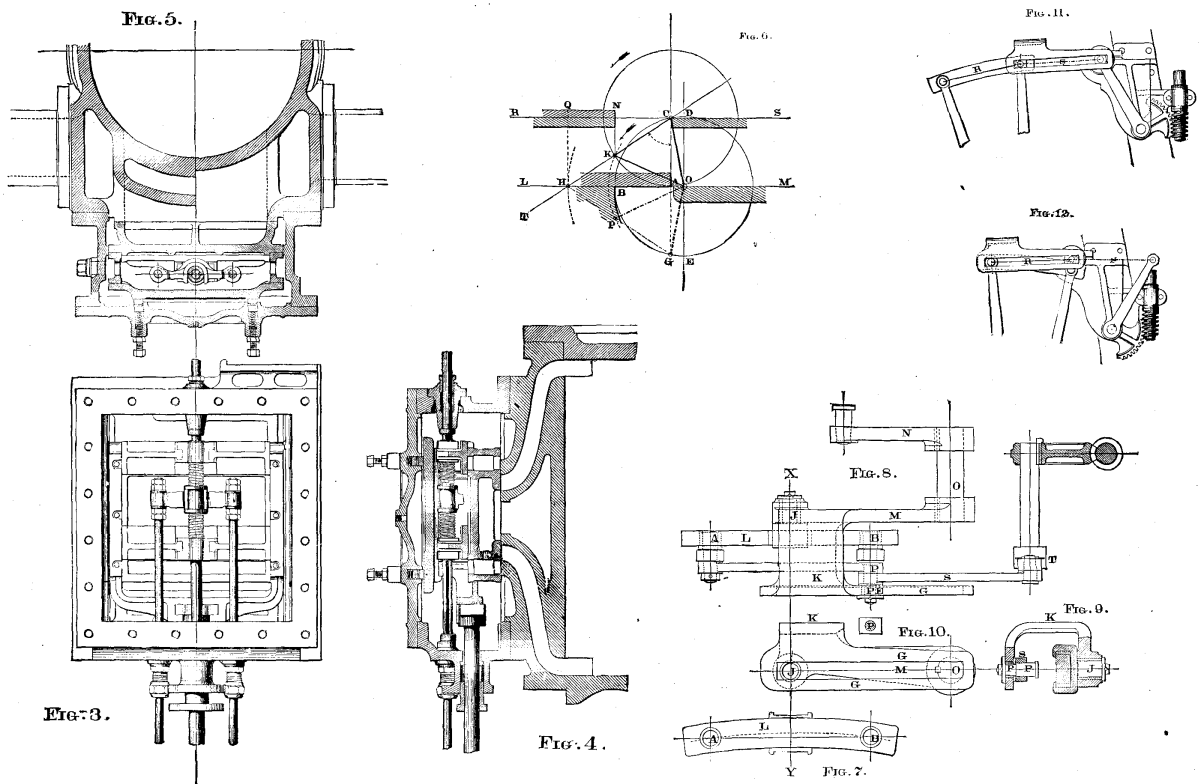 FIG. 5.
FIG. 6.
Q N C D
R S
K
L H A O M
B
T P
G E
FIG. 11.
R S
FIG. 12.
R S
N
FIG. 8.
X
O
J M
A L B
P T
K S
P E G
FIG. 9.
K P K
FIG. 10.
G
J M O P P J
G
FIG. 3.
FIG. 4.
L
A B
Y FIG. 7.